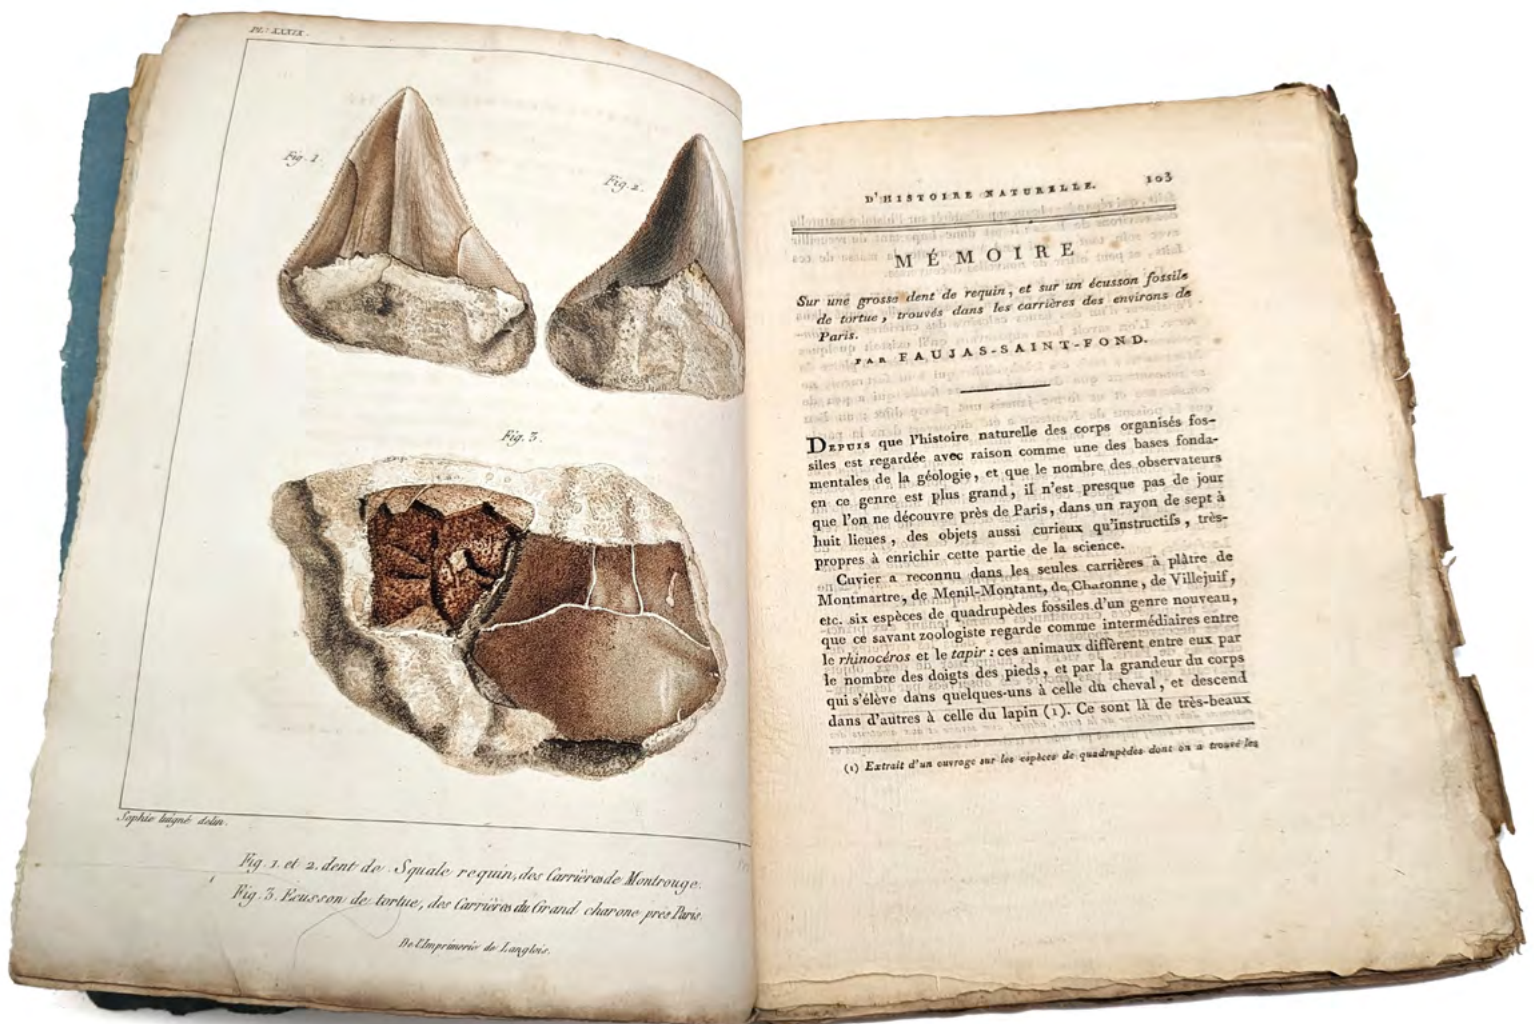 PL. XXXIX.
Fig. 1.
Fig. 2.
Fig. 3.
Sophie luigné delin.
Fig. 1. et 2. dent de Squale requin, des Carrières de Montrouge.
Fig. 3. Ecusson de tortue, des Carrières du Grand charone près Paris.
De l'Imprimerie de Langlois.
D'HISTOIRE NATURELLE. 103
MÉMOIRE
Sur une grosse dent de requin, et sur un écusson fossile
de tortue, trouvés dans les carrières des environs de
Paris.
PAR FAUJAS-SAINT-FOND.
DEPUIS que l'histoire naturelle des corps organisés fos-
siles est regardée avec raison comme une des bases fonda-
mentales de la géologie, et que le nombre des observateurs
en ce genre est plus grand, il n'est presque pas de jour
que l'on ne découvre près de Paris, dans un rayon de sept à
huit lieues, des objets aussi curieux qu'instructifs, très-
propres à enrichir cette partie de la science.
Cuvier a reconnu dans les seules carrières à plâtre de
Montmartre, de Menil-Montant, de Charonne, de Villejuif,
etc. six espèces de quadrupèdes fossiles d'un genre nouveau,
que ce savant zoologiste regarde comme intermédiaires entre
le rhinocéros et le tapir : ces animaux diffèrent entre eux par
le nombre des doigts des pieds, et par la grandeur du corps
qui s'élève dans quelques-uns à celle du cheval, et descend
dans d'autres à celle du lapin (1). Ce sont là de très-beaux
(1) Extrait d'un ouvrage sur les espèces de quadrupèdes dont on a trouvé les